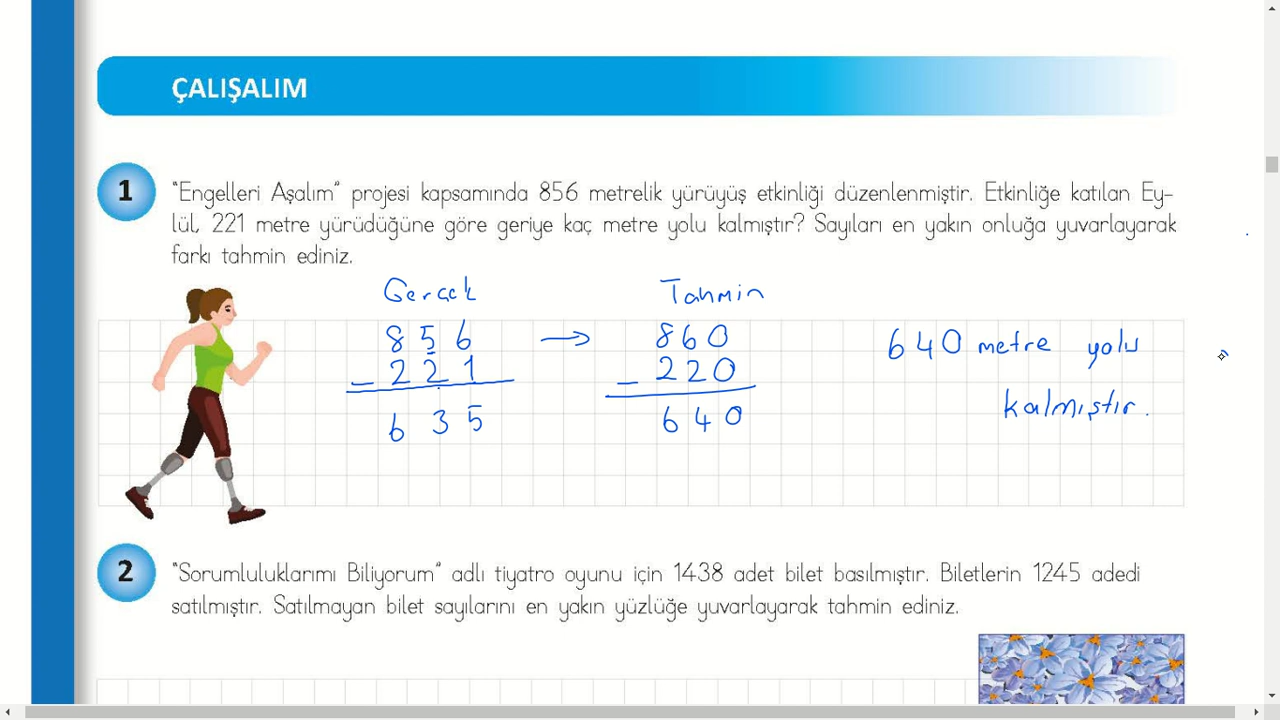 ÇALIŞALIM
1
"Engelleri Aşalım" projesi kapsamında 856 metrelik yürüyüş etkinliği düzenlenmiştir. Etkinliğe katılan Ey-
lül, 221 metre yürüdüğüne göre geriye kaç metre yolu kalmıştır? Sayıları en yakın onluğa yuvarlayarak
farkı tahmin ediniz.
Gercek
Tahmin
856 → 860
- 221
- 220
635
640
640 metre yolu
kalmıştır.
2
"Sorumluluklarımı Biliyorum" adlı tiyatro oyunu için 1438 adet bilet basılmıştır. Biletlerin 1245 adedi
satılmıştır. Satılmayan bilet sayılarını en yakın yüzlüğe yuvarlayarak tahmin ediniz.